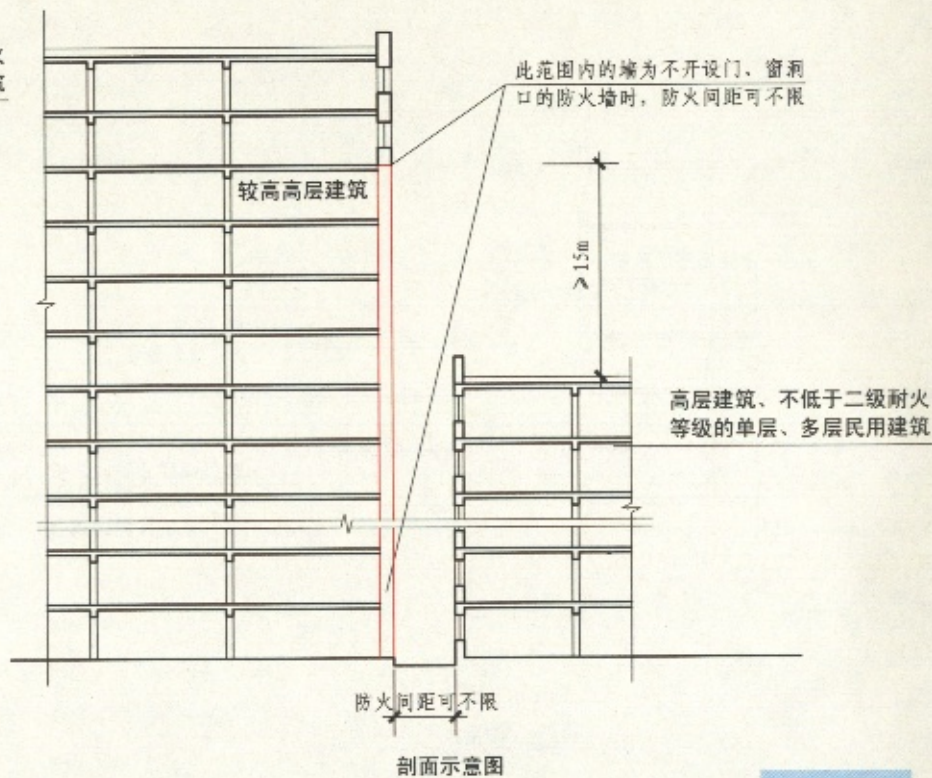 此范围内的墙为不开设门、窗洞
口的防火墙时，防火间距可不限
较高高层建筑
≥15m
高层建筑、不低于二级耐火
等级的单层、多层民用建筑
防火间距可不限
剖面示意图